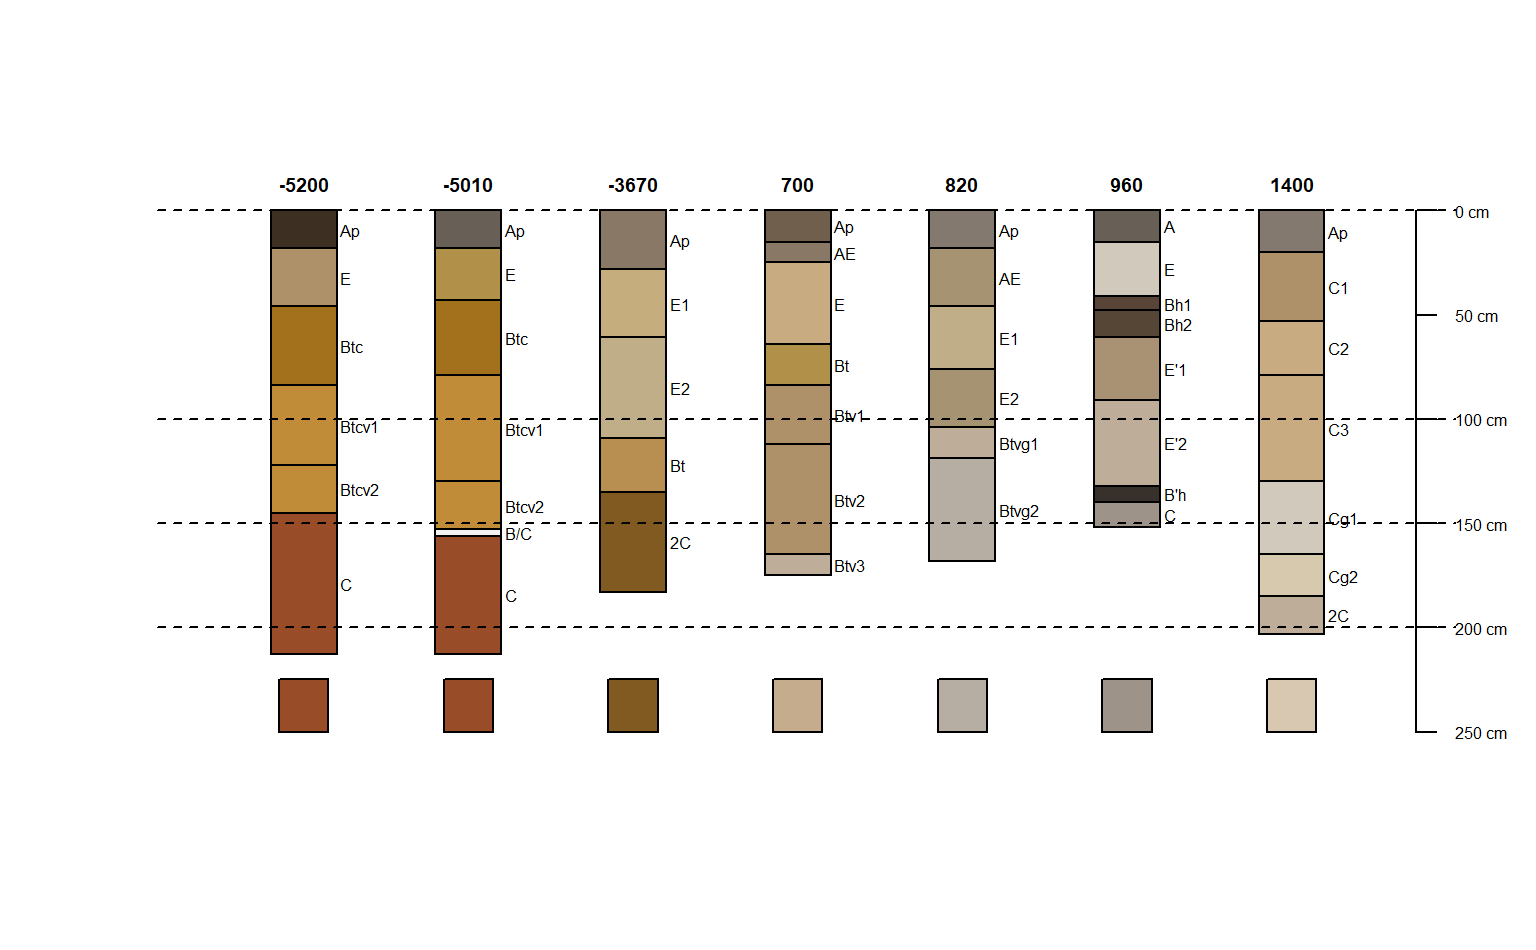 -5200 -5010 -3670 700 820 960 1400
0 cm
Ap Ap Ap Ap Ap A Ap
AE
E E E1 E AE E C1
Bh1
50 cm
Bh2
Btc Btc E2 Bt E1 E'1 C2
Btcv1 Btcv1 Btv1 E2 C3
100 cm
Bt Btvg1 E'2
Btcv2 Btcv2 Btv2 Btvg2 B'h
C Cg1
150 cm
B/C 2C Btv3 Cg2
C C 2C
200 cm
250 cm